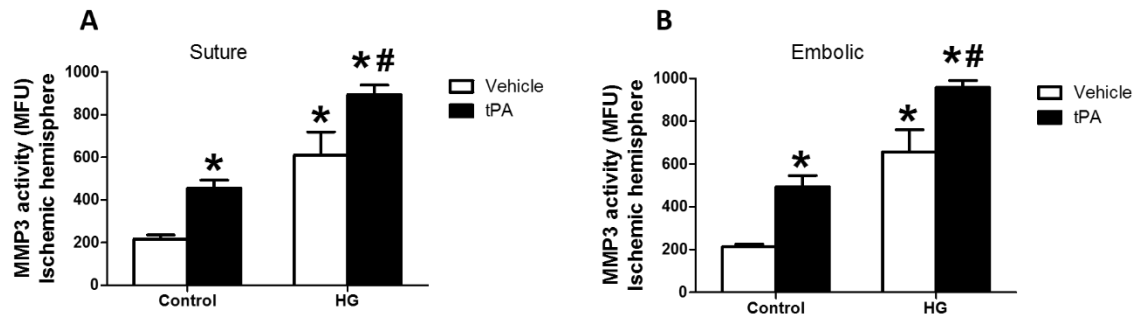 A
Suture
MMP3 activity (MFU)
Ischemic hemisphere
1000
800
600
400
200
0
* 
*
* #
Control
HG
Vehicle
tPA
B
Embolic
MMP3 activity (MFU)
Ischemic hemisphere
1000
800
600
400
200
0
*
*
* #
Control
HG
Vehicle
tPA